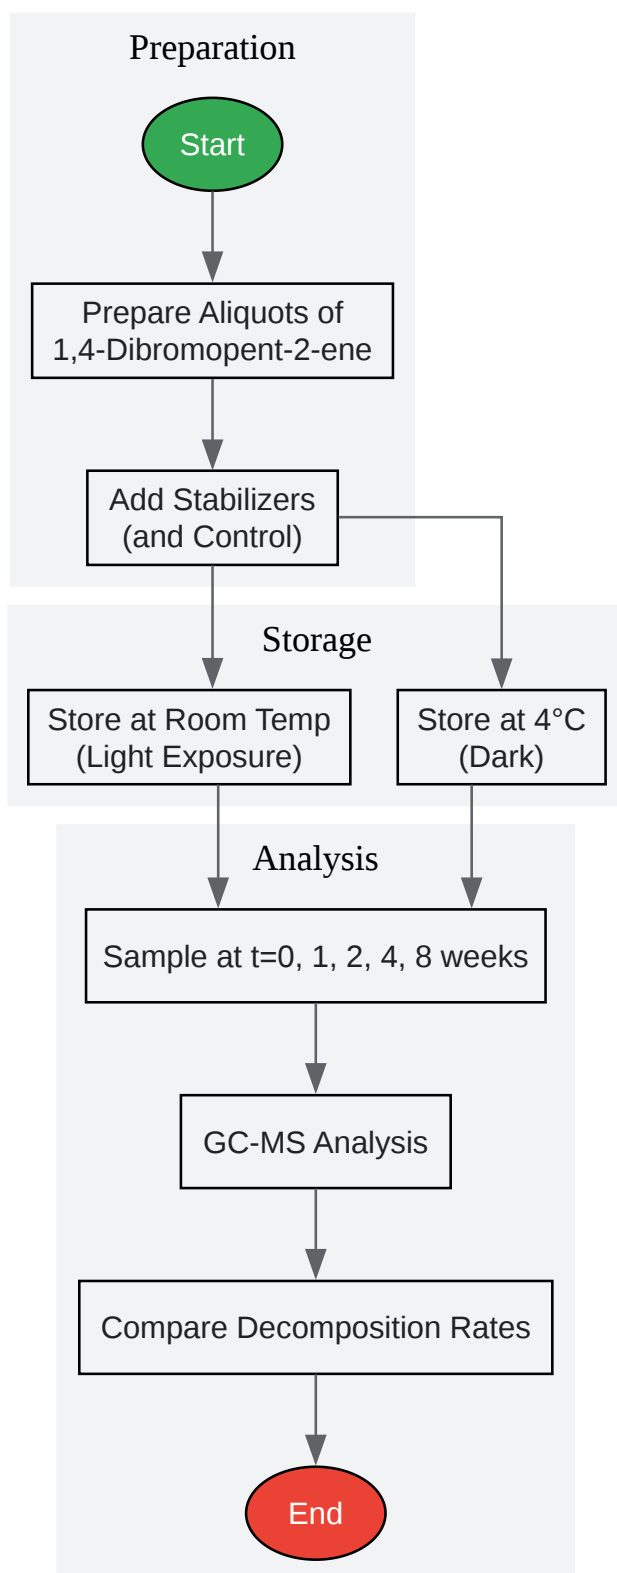 Preparation
Start
Prepare Aliquots of
1,4-Dibromopent-2-ene
Add Stabilizers
(and Control)
Storage
Store at Room Temp
(Light Exposure)
Store at 4°C
(Dark)
Analysis
Sample at t=0, 1, 2, 4, 8 weeks
GC-MS Analysis
Compare Decomposition Rates
End